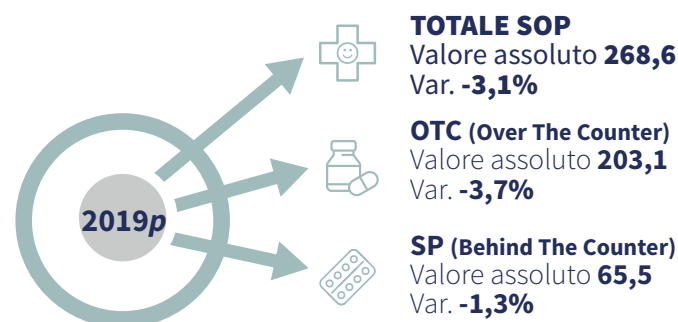 2019p
TOTALE SOP
Valore assoluto 268,6
Var. -3,1%
OTC (Over The Counter)
Valore assoluto 203,1
Var. -3,7%
SP (Behind The Counter)
Valore assoluto 65,5
Var. -1,3%